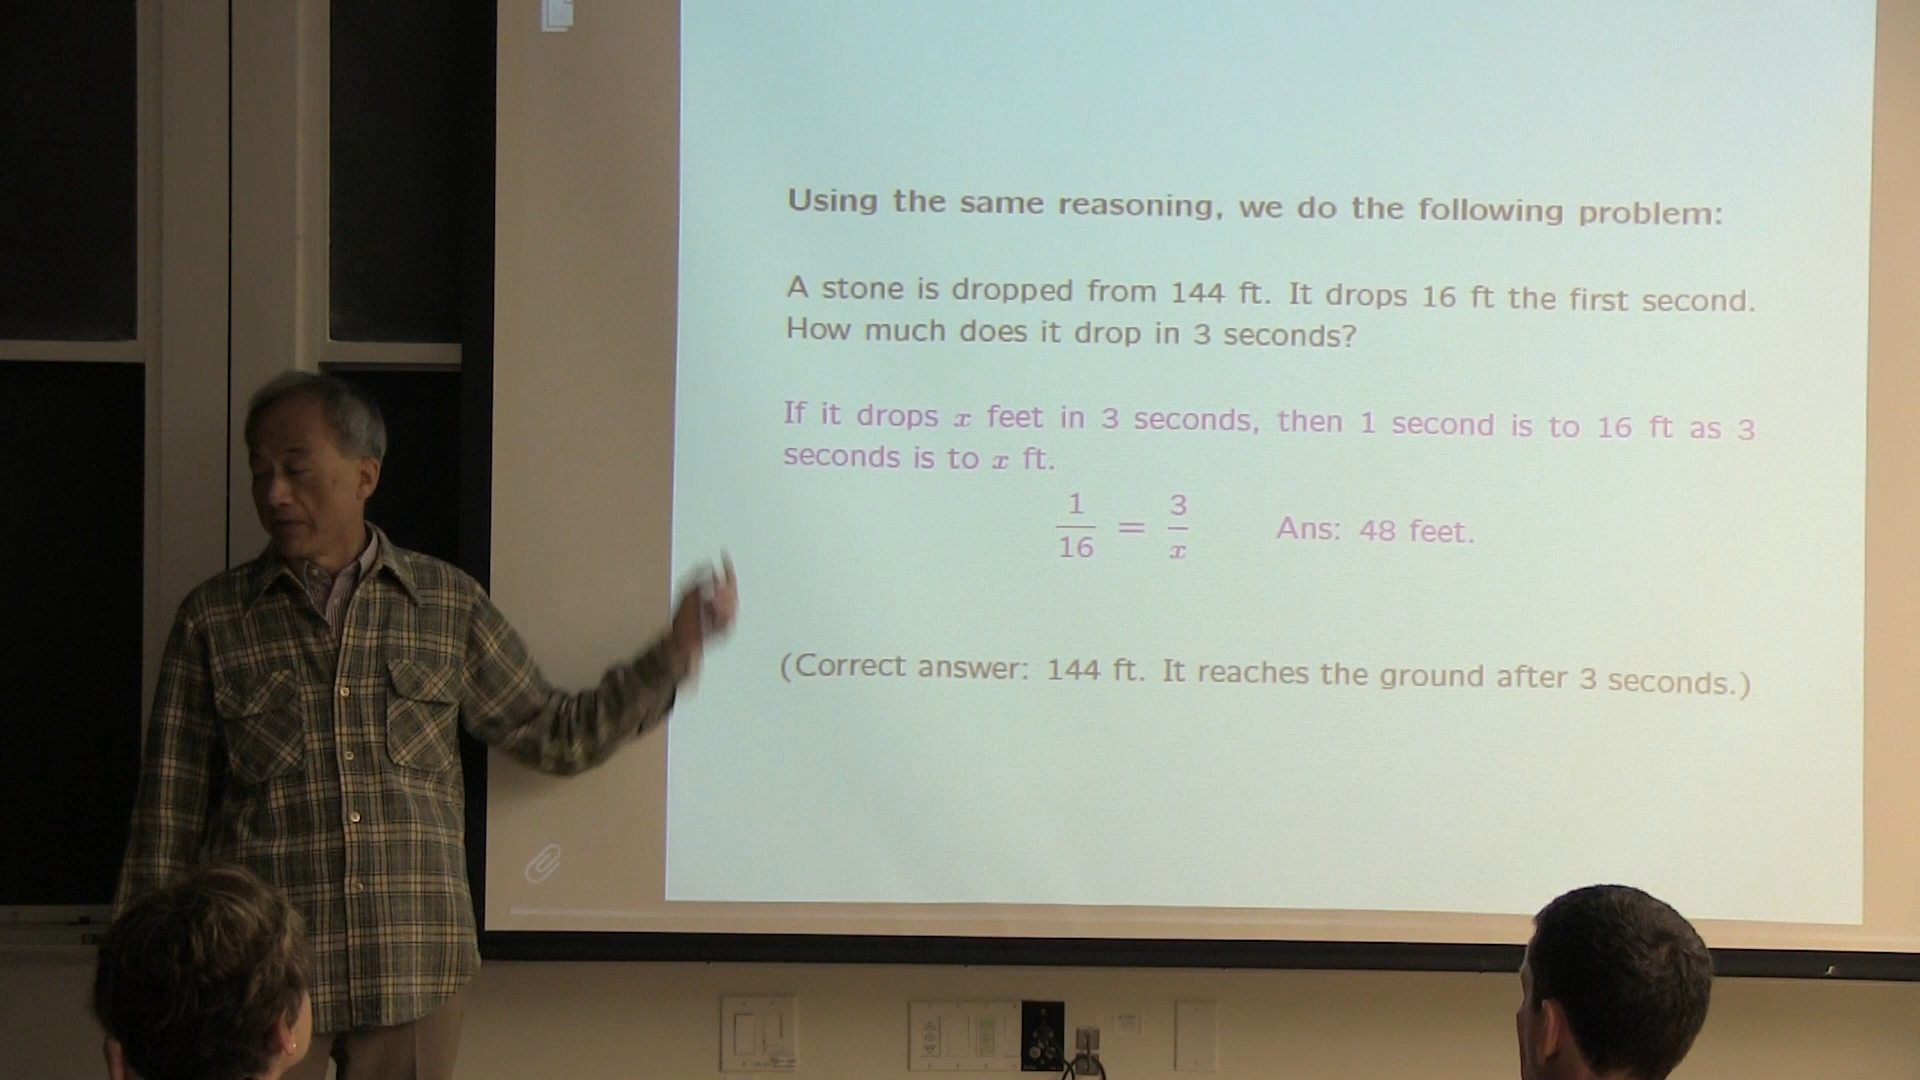 Using the same reasoning, we do the following problem:
A stone is dropped from 144 ft. It drops 16 ft the first second.
How much does it drop in 3 seconds?
If it drops x feet in 3 seconds, then 1 second is to 16 ft as 3
seconds is to x ft.
1/16 = 3/x Ans: 48 feet.
(Correct answer: 144 ft. It reaches the ground after 3 seconds.)